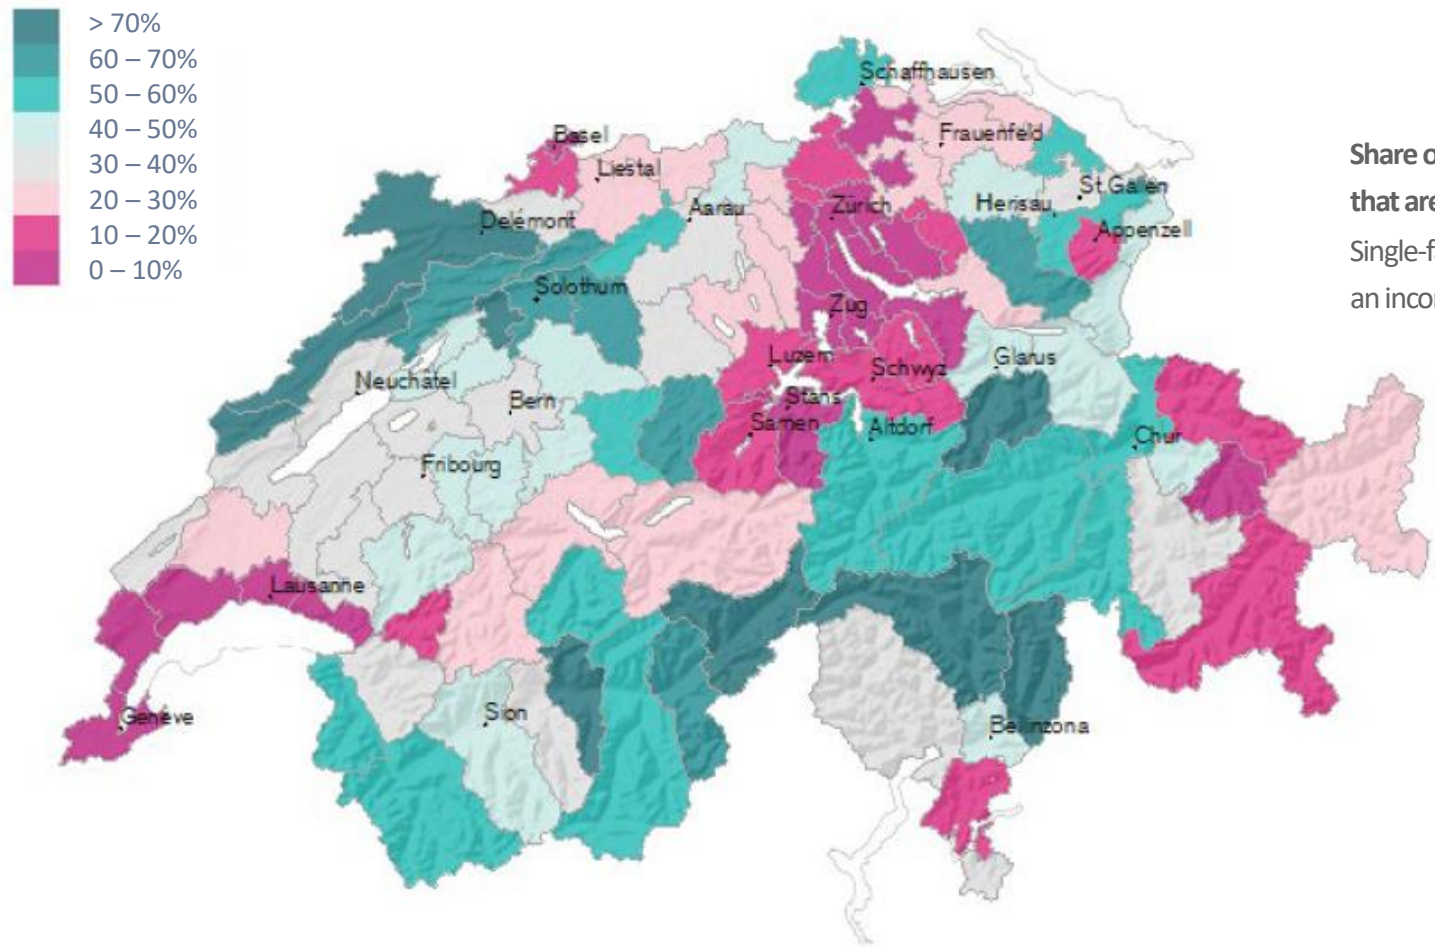 > 70%
60 – 70%
50 – 60%
40 – 50%
30 – 40%
20 – 30%
10 – 20%
0 – 10%
Schaffhausen
Basel
Frauenfeld
Liestal
St.Gallen
Herisau
Aarau
Zürich
Delémont
Appenzell
Solothurn
Zug
Luzern
Glarus
Schwyz
Neuchâtel
Stans
Bern
Sarnen
Altdorf
Chur
Fribourg
Lausanne
Sion
Genève
Bellinzona
Share o
that are
Single-f
an incor